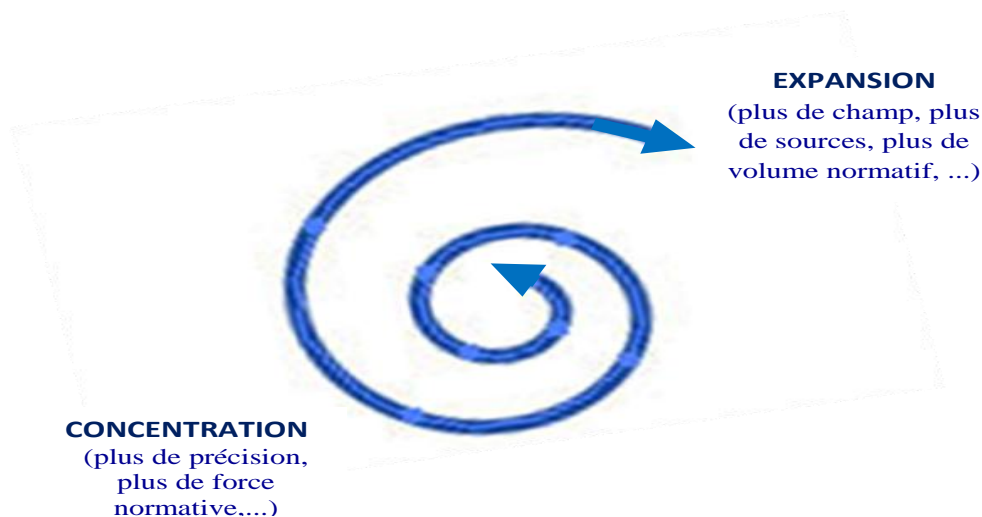 EXPANSION
(plus de champ, plus
de sources, plus de
volume normatif, ...)
CONCENTRATION
(plus de précision,
plus de force
normative,...)